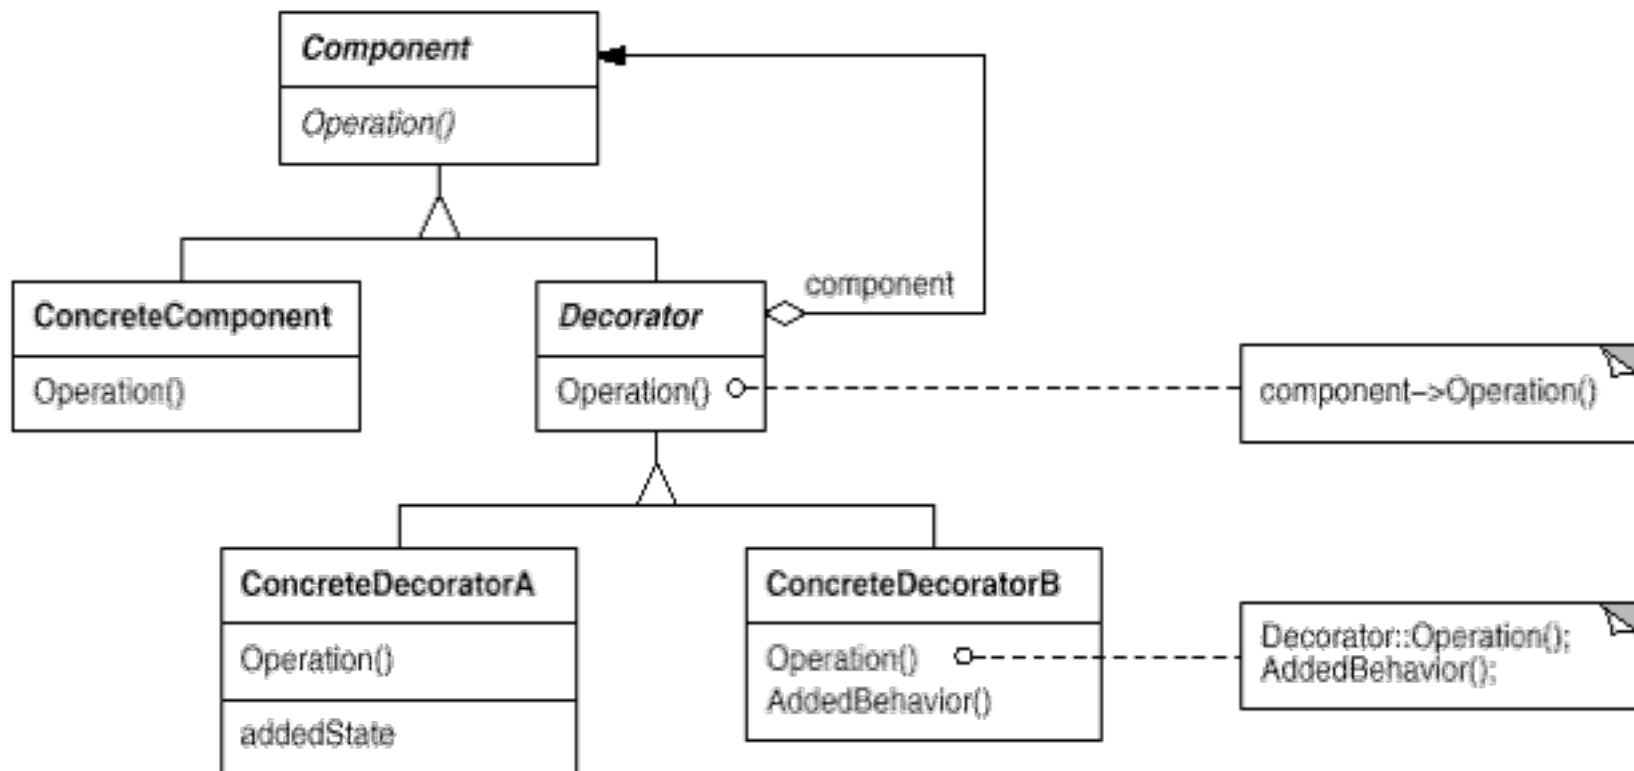 Component
Operation()
component
ConcreteComponent
Decorator
Operation()
Operation()
component–>Operation()
ConcreteDecoratorA
ConcreteDecoratorB
Operation()
addedState
Operation()
AddedBehavior()
Decorator::Operation();
AddedBehavior();